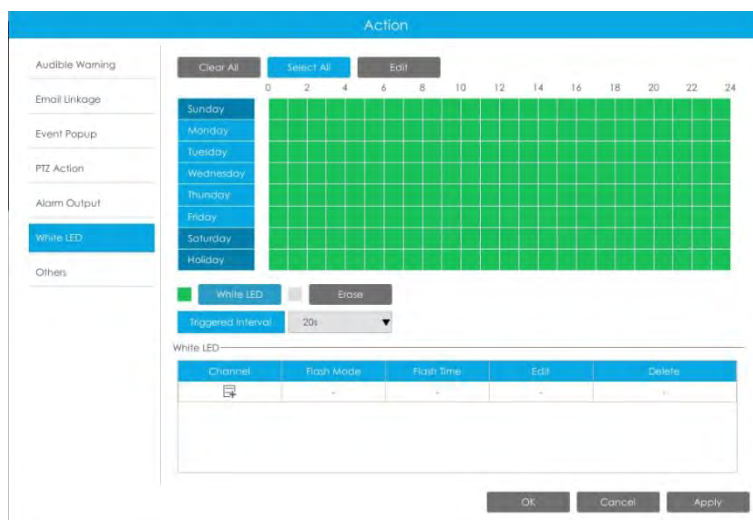 Action
Audible Warning
Email Linkage
Event Popup
PTZ Action
Alarm Output
White LED
Others
Clear All Select All Edit
0 2 4 6 8 10 12 14 16 18 20 22 24
Sunday
Monday
Tuesday
Wednesday
Thunday
Friday
Saturday
Holiday
White LED Erase
Triggered Interval 20s
White LED
Channel Flash Mode Flash Time Edit Delete
- - - -
OK Cancel Apply